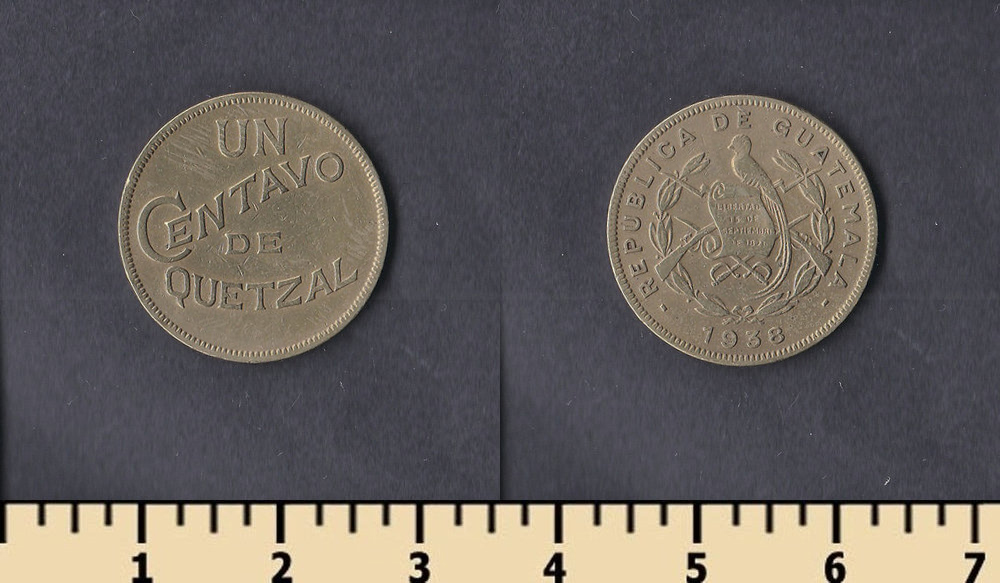 UN
CENTAVO
DE
QUETZAL
REPUBLICA DE GUATEMALA
LIBERTAD
15 DE
SEPTIEMBRE
DE 1821
1938
1 2 3 4 5 6 7